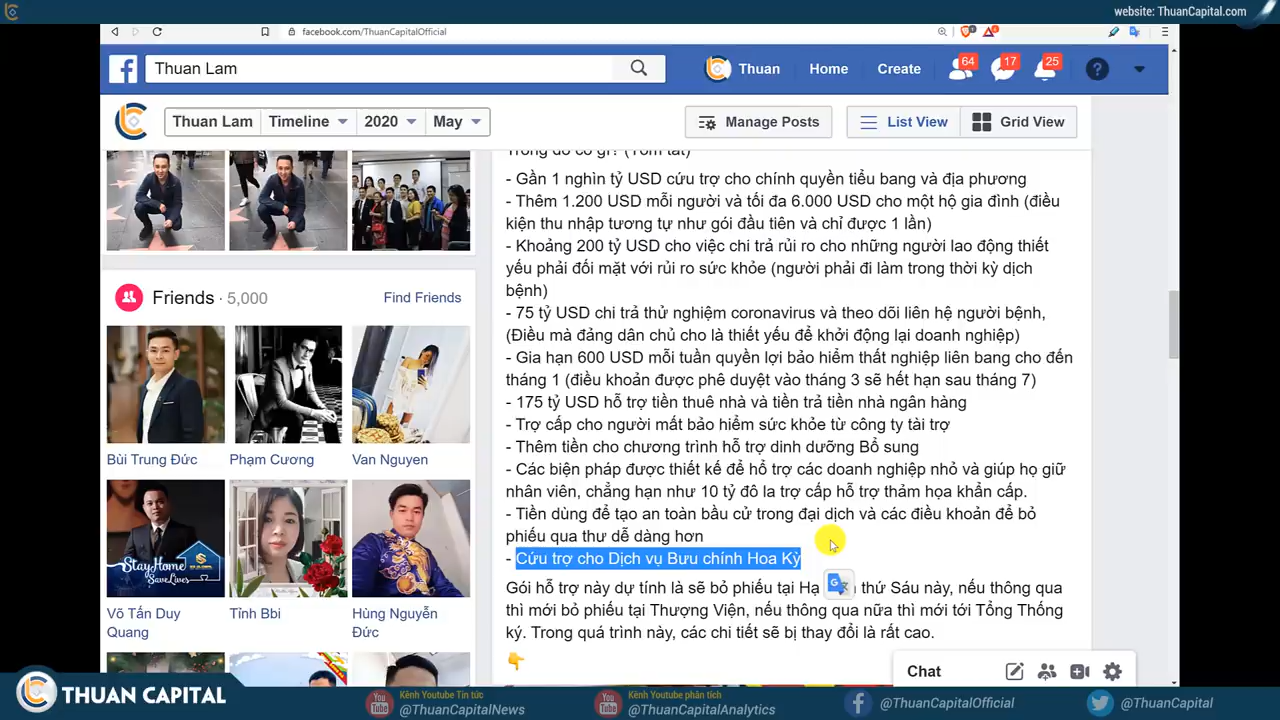 website: ThuanCapital.com
facebook.com/ThuanCapitalOfficial
Thuan Lam
Thuan
Home
Create
64
17
25
Thuan Lam
Timeline
2020
May
Manage Posts
List View
Grid View
Trong đó có gì? (Tóm tắt)
- Gần 1 nghìn tỷ USD cứu trợ cho chính quyền tiểu bang và địa phương
- Thêm 1.200 USD mỗi người và tối đa 6.000 USD cho một hộ gia đình (điều
kiện thu nhập tương tự như gói đầu tiên và chỉ được 1 lần)
- Khoảng 200 tỷ USD cho việc chi trả rủi ro cho những người lao động thiết
yếu phải đối mặt với rủi ro sức khỏe (người phải đi làm trong thời kỳ dịch
bệnh)
- 75 tỷ USD chi trả thử nghiệm coronavirus và theo dõi liên hệ người bệnh,
(Điều mà đảng dân chủ cho là thiết yếu để khởi động lại doanh nghiệp)
- Gia hạn 600 USD mỗi tuần quyền lợi bảo hiểm thất nghiệp liên bang cho đến
tháng 1 (điều khoản được phê duyệt vào tháng 3 sẽ hết hạn sau tháng 7)
- 175 tỷ USD hỗ trợ tiền thuê nhà và tiền trả tiền nhà ngân hàng
- Trợ cấp cho người mất bảo hiểm sức khỏe từ công ty tài trợ
- Thêm tiền cho chương trình hỗ trợ dinh dưỡng Bổ sung
- Các biện pháp được thiết kế để hỗ trợ các doanh nghiệp nhỏ và giúp họ giữ
nhân viên, chẳng hạn như 10 tỷ đô la trợ cấp hỗ trợ thảm họa khẩn cấp.
- Tiền dùng để tạo an toàn bầu cử trong đại dịch và các điều khoản để bỏ
phiếu qua thư dễ dàng hơn
- Cứu trợ cho Dịch vụ Bưu chính Hoa Kỳ
Gói hỗ trợ này dự tính là sẽ bỏ phiếu tại Hạ thứ Sáu này, nếu thông qua
thì mới bỏ phiếu tại Thượng Viện, nếu thông qua nữa thì mới tới Tổng Thống
ký. Trong quá trình này, các chi tiết sẽ bị thay đổi là rất cao.
Friends · 5,000
Find Friends
Bùi Trung Đức
Phạm Cương
Van Nguyen
StayHome
SaveLives
Võ Tấn Duy
Quang
Tỉnh Bbi
Hùng Nguyễn
Đức
Chat
THUAN CAPITAL
You
Tube
Kênh Youtube Tin tức
@ThuanCapitalNews
You
Tube
Kênh Youtube phân tích
@ThuanCapitalAnalytics
@ThuanCapitalOfficial
@ThuanCapital